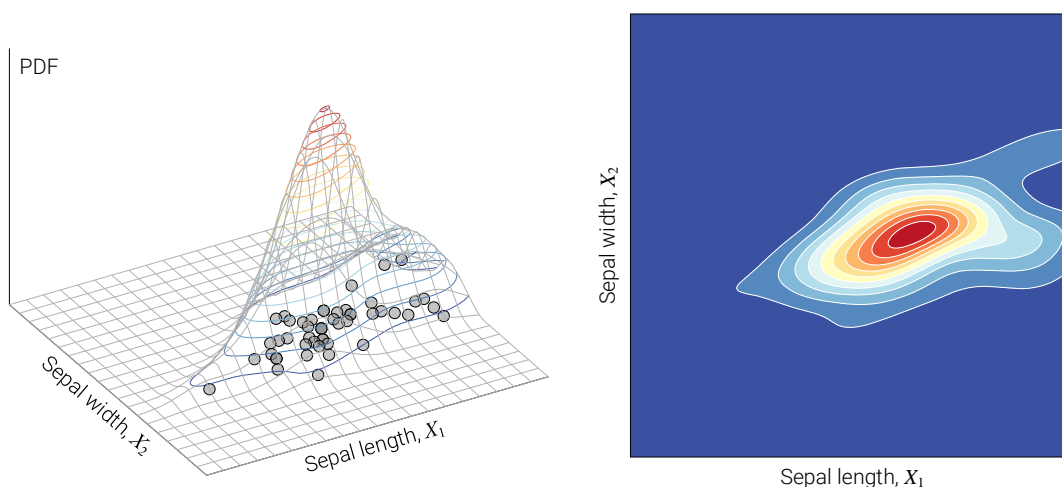 PDF
Sepal width, X₂
Sepal length, X₁
Sepal width, X₂
Sepal length, X₁